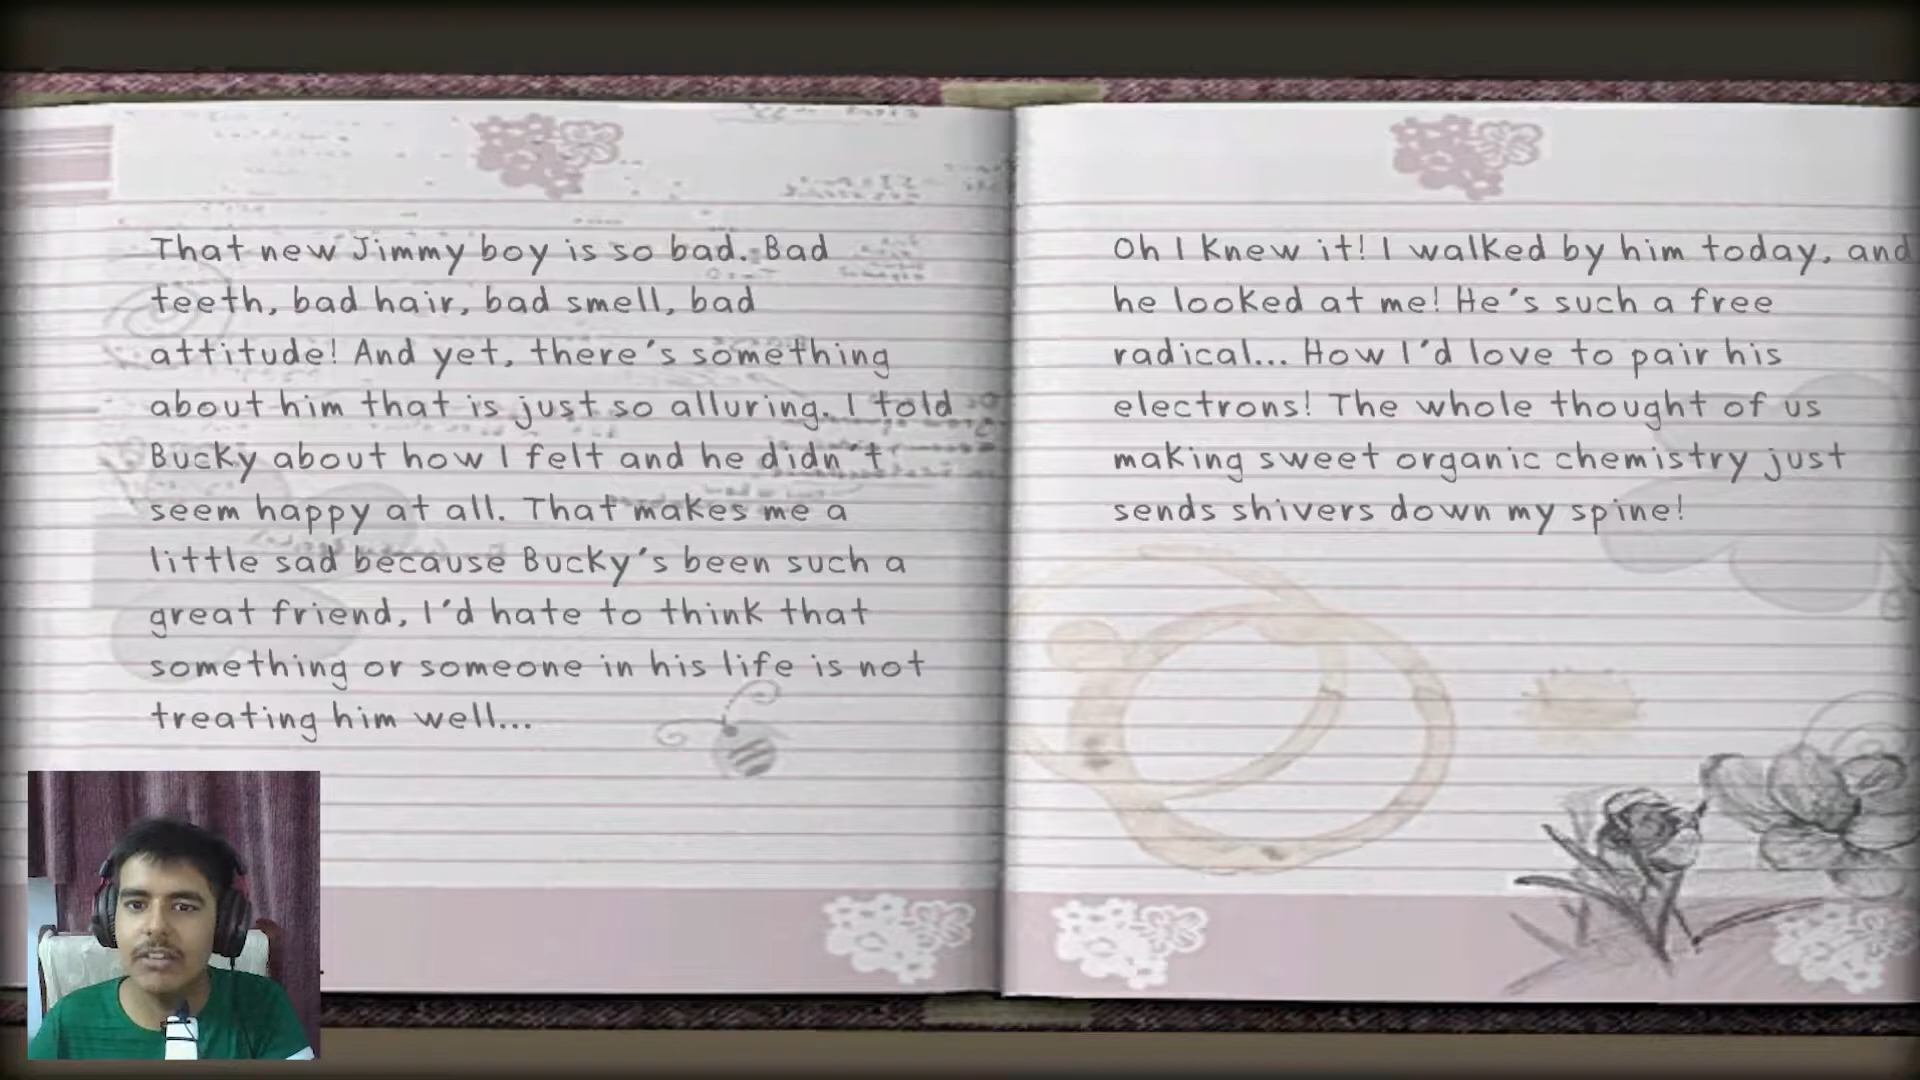 That new Jimmy boy is so bad. Bad
teeth, bad hair, bad smell, bad
attitude! And yet, there's something
about him that is just so alluring. I told
Bucky about how I felt and he didn't
seem happy at all. That makes me a
little sad because Bucky's been such a
great friend, I'd hate to think that
something or someone in his life is not
treating him well...
Oh I knew it! I walked by him today, and
he looked at me! He's such a free
radical... How I'd love to pair his
electrons! The whole thought of us
making sweet organic chemistry just
sends shivers down my spine!